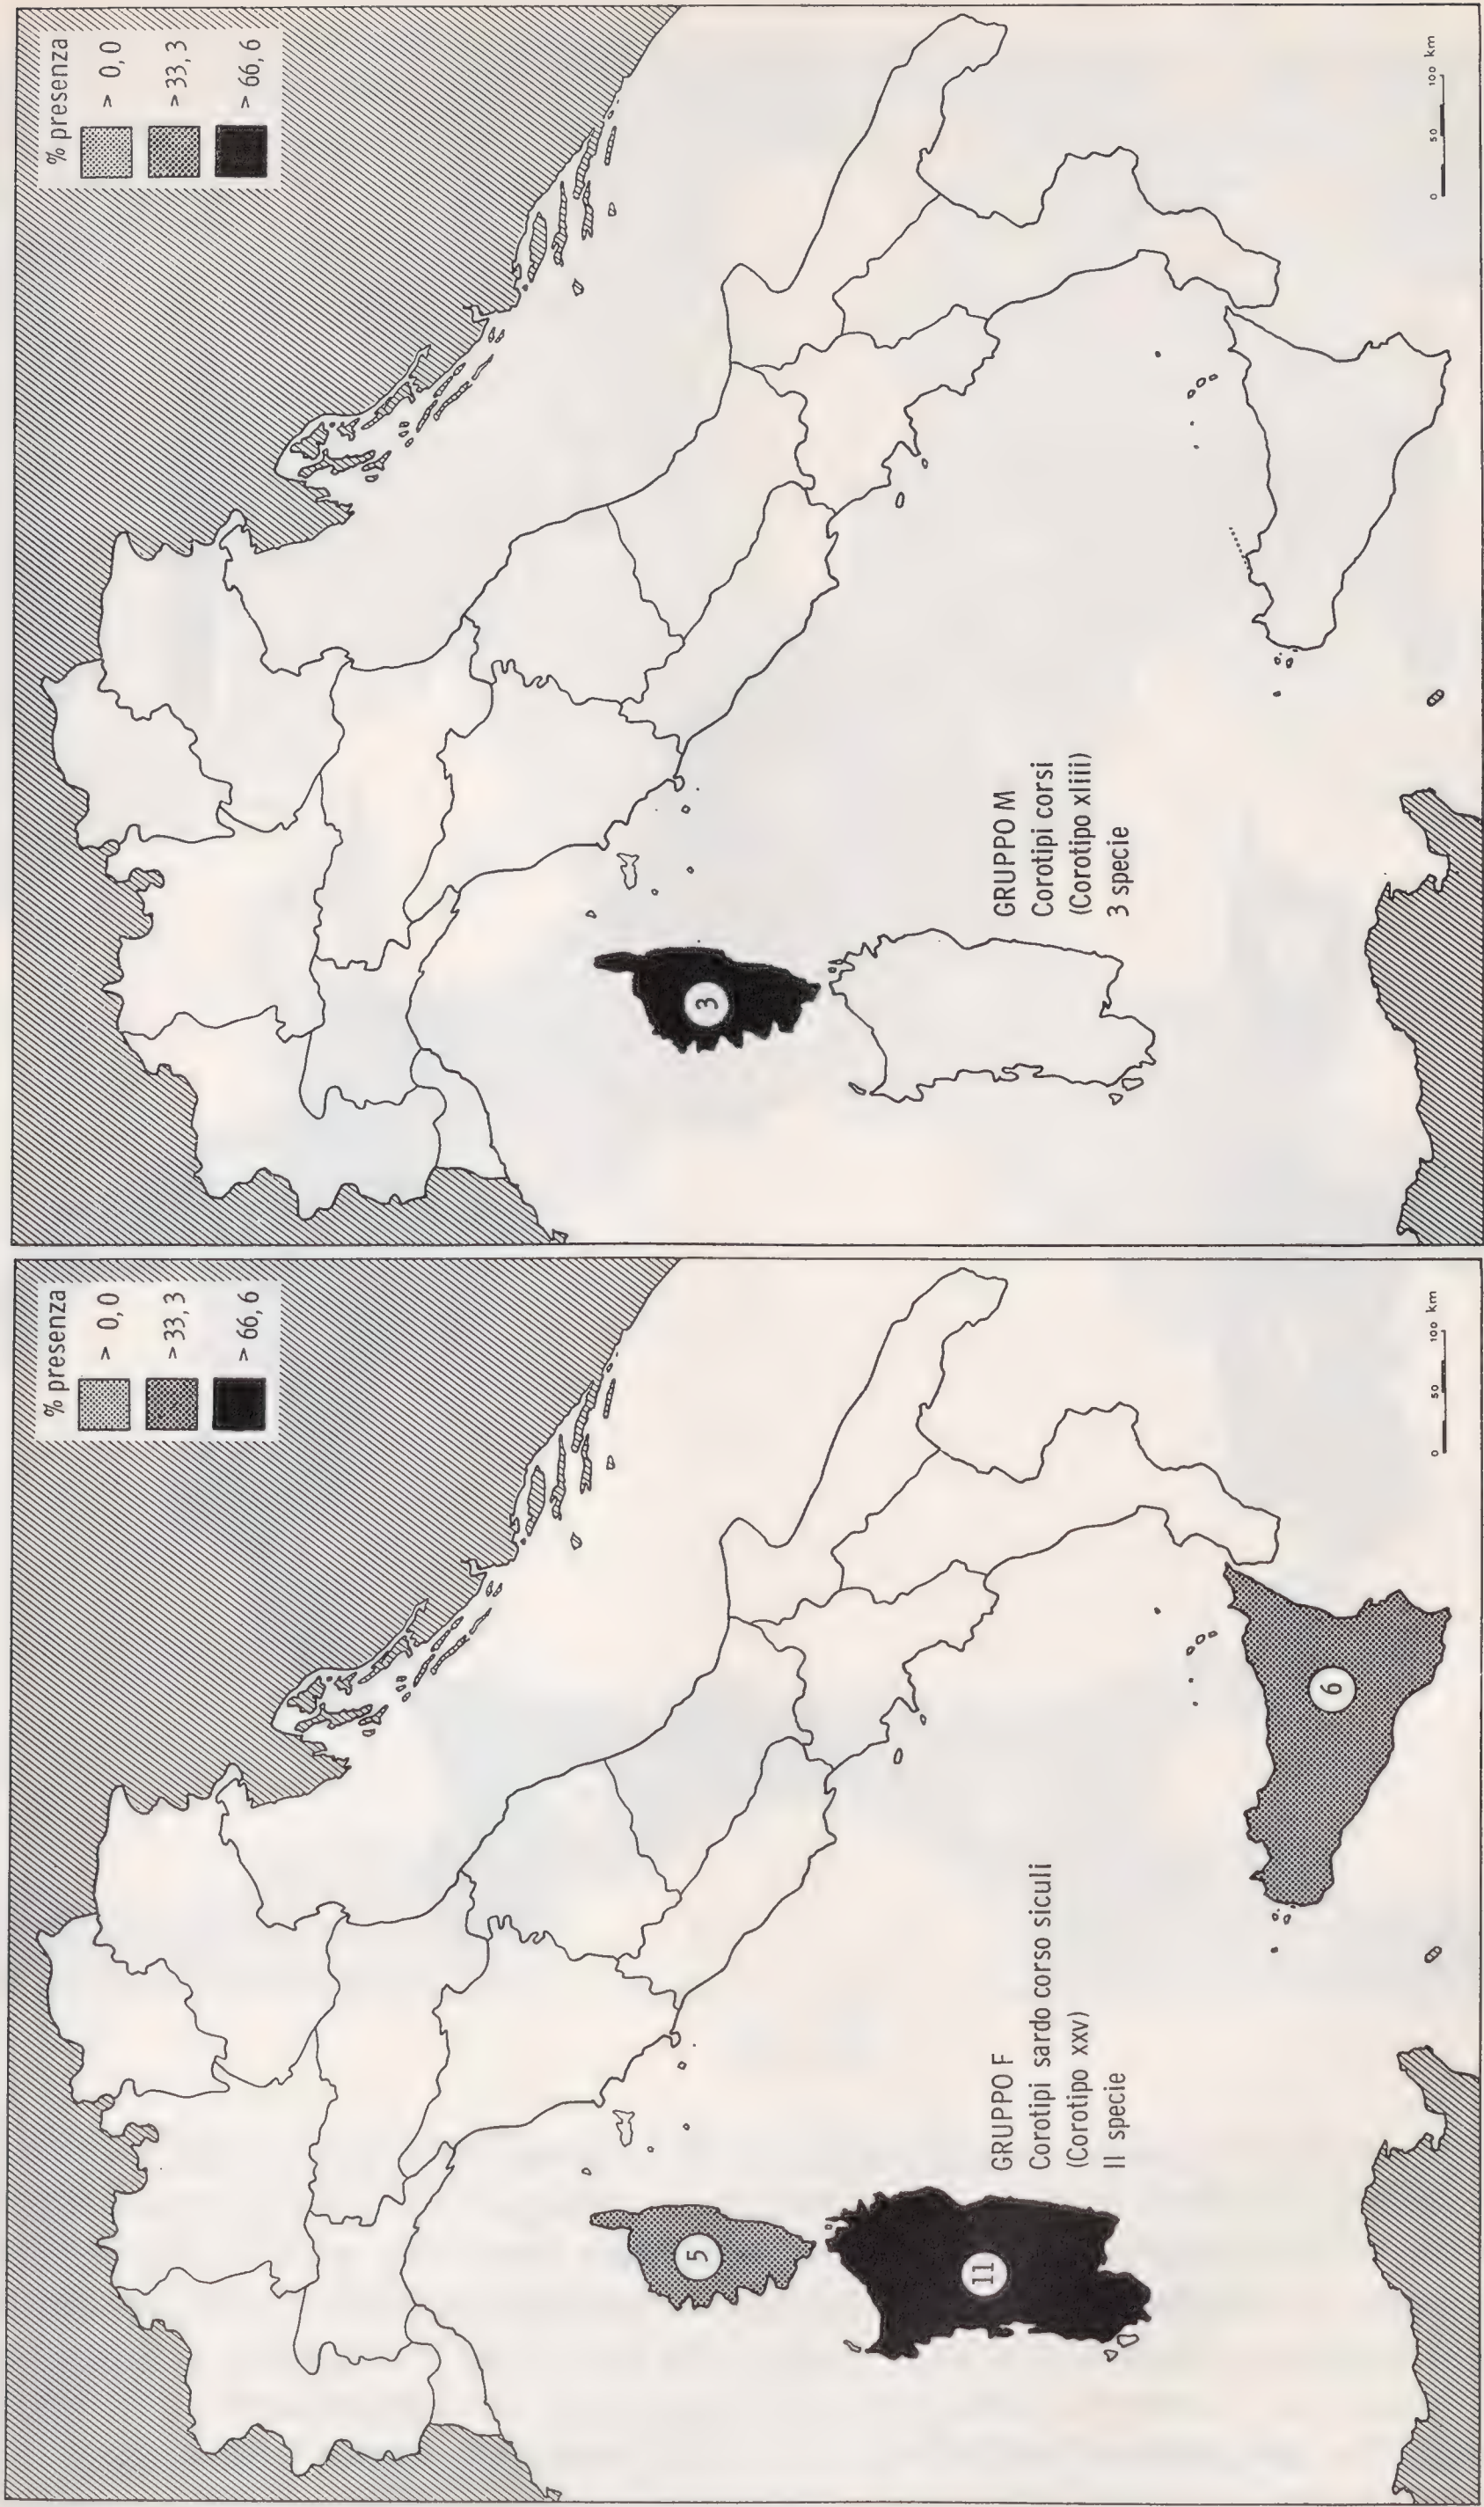 % presenza
> 0,0
> 33,3
> 66,6
5
11
GRUPPO F
Corotipi sardo corso siculi
(Corotipo xxv)
11 specie
6
0 50 100 km
% presenza
> 0,0
> 33,3
> 66,6
3
GRUPPO M
Corotipi corsi
(Corotipo xliii)
3 specie
0 50 100 km